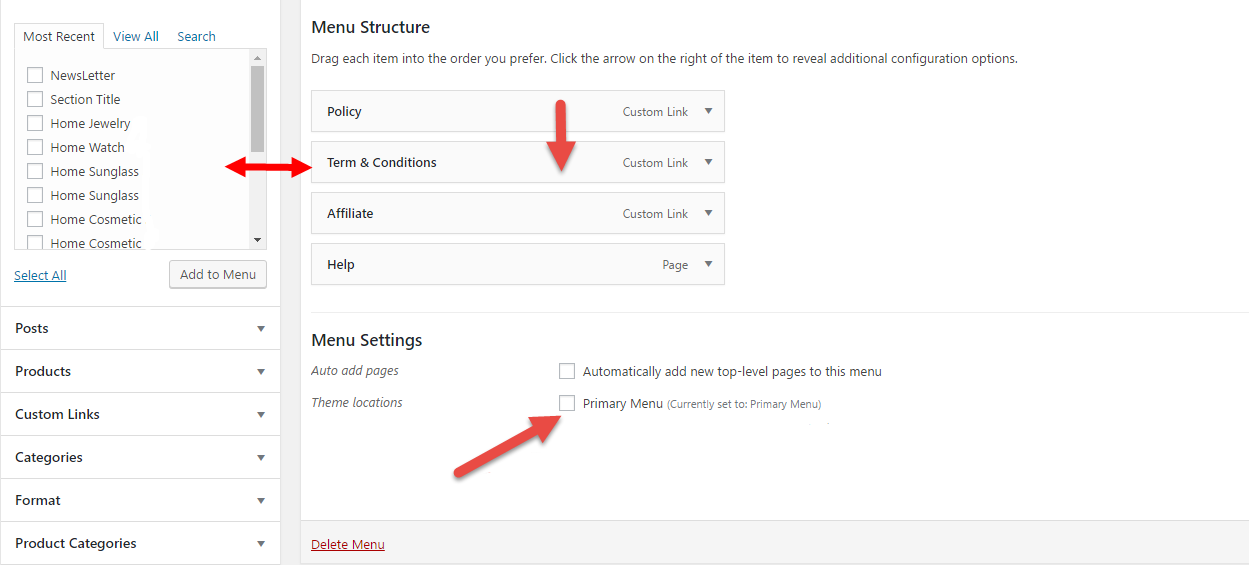 Most Recent View All Search
NewsLetter
Section Title
Home Jewelry
Home Watch
Home Sunglass
Home Sunglass
Home Cosmetic
Home Cosmetic
Select All Add to Menu
Posts
Products
Custom Links
Categories
Format
Product Categories
Menu Structure
Drag each item into the order you prefer. Click the arrow on the right of the item to reveal additional configuration options.
Policy Custom Link
Term & Conditions Custom Link
Affiliate Custom Link
Help Page
Menu Settings
Auto add pages Automatically add new top-level pages to this menu
Theme locations Primary Menu (Currently set to: Primary Menu)
Delete Menu